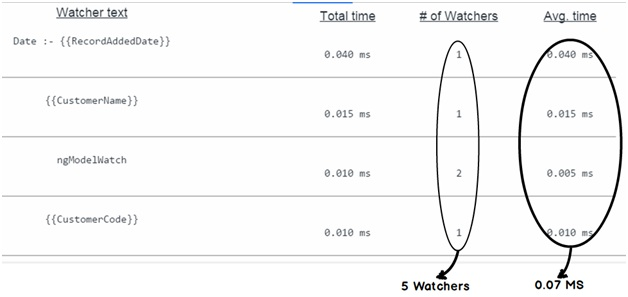 Watcher text Total time # of Watchers Avg. time
Date :- {{RecordAddedDate}} 0.040 ms 1 0.040 ms
{{CustomerName}} 0.015 ms 1 0.015 ms
ngModelWatch 0.010 ms 2 0.005 ms
{{CustomerCode}} 0.010 ms 1 0.010 ms
5 Watchers 0.07 MS